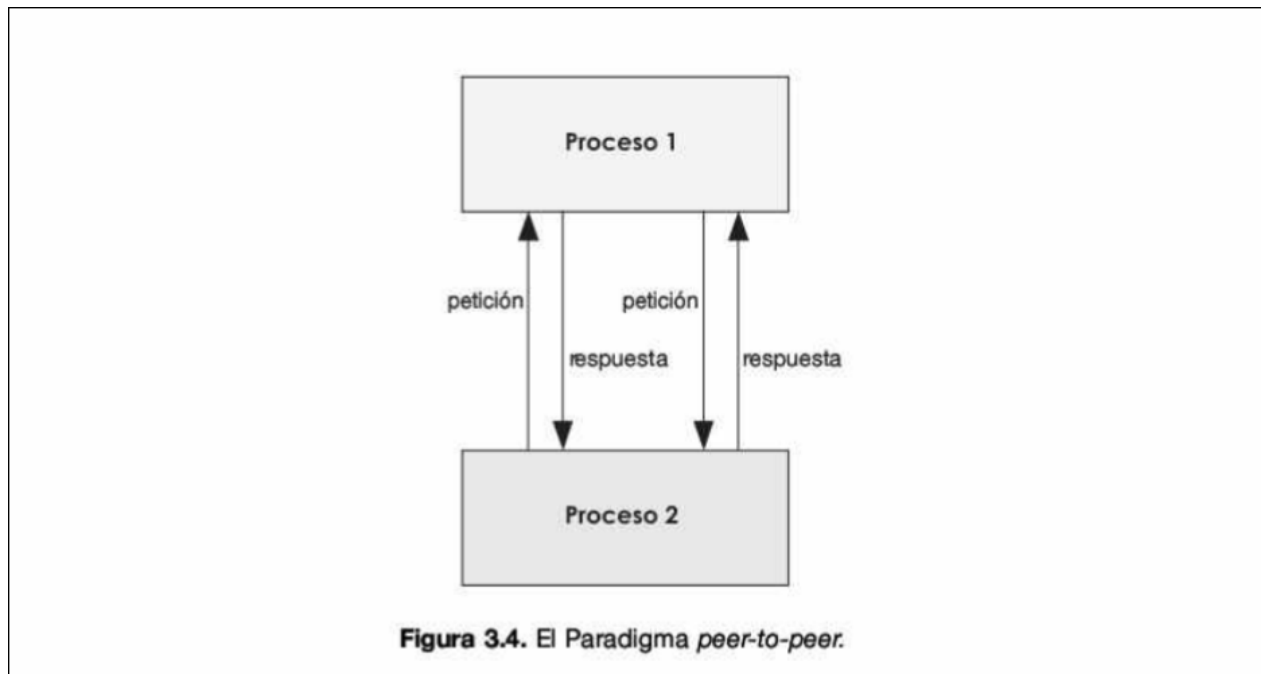 Proceso 1
petición
petición
respuesta
respuesta
Proceso 2
Figura 3.4. El Paradigma peer-to-peer.